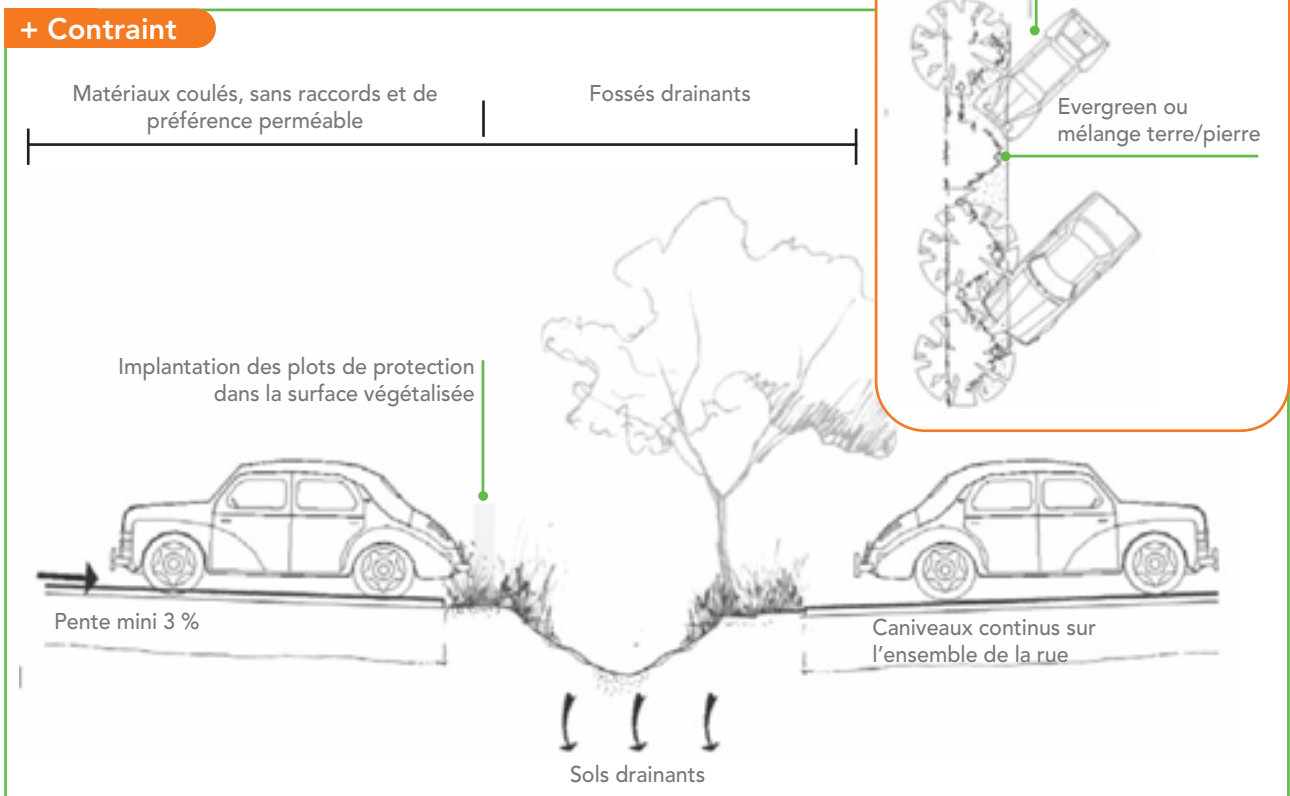 + Contraint
Matériaux coulés, sans raccords et de
préférence perméable
Fossés drainants
Evergreen ou
mélange terre/pierre
Implantation des plots de protection
dans la surface végétalisée
Pente mini 3 %
Caniveaux continus sur
l'ensemble de la rue
Sols drainants